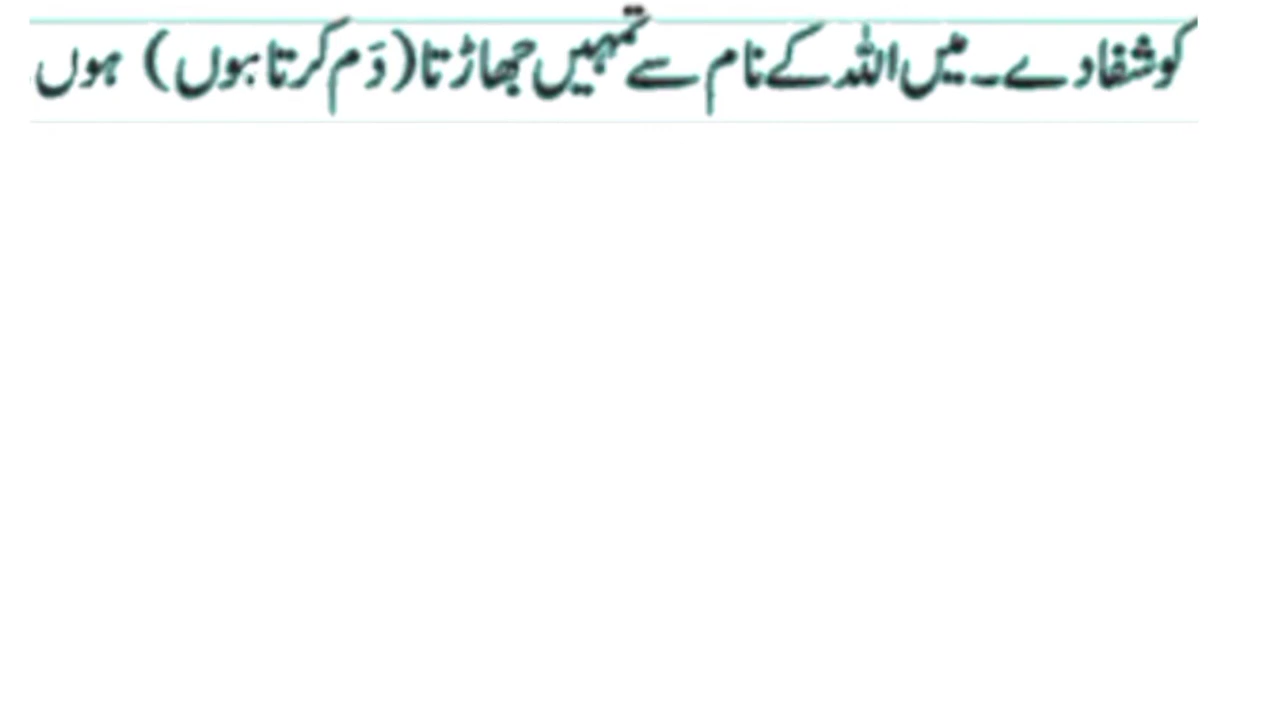 کو شفا دے۔ میں اللہ کے نام سے تمہیں جھاڑتا (دَم کرتا ہوں) ہوں